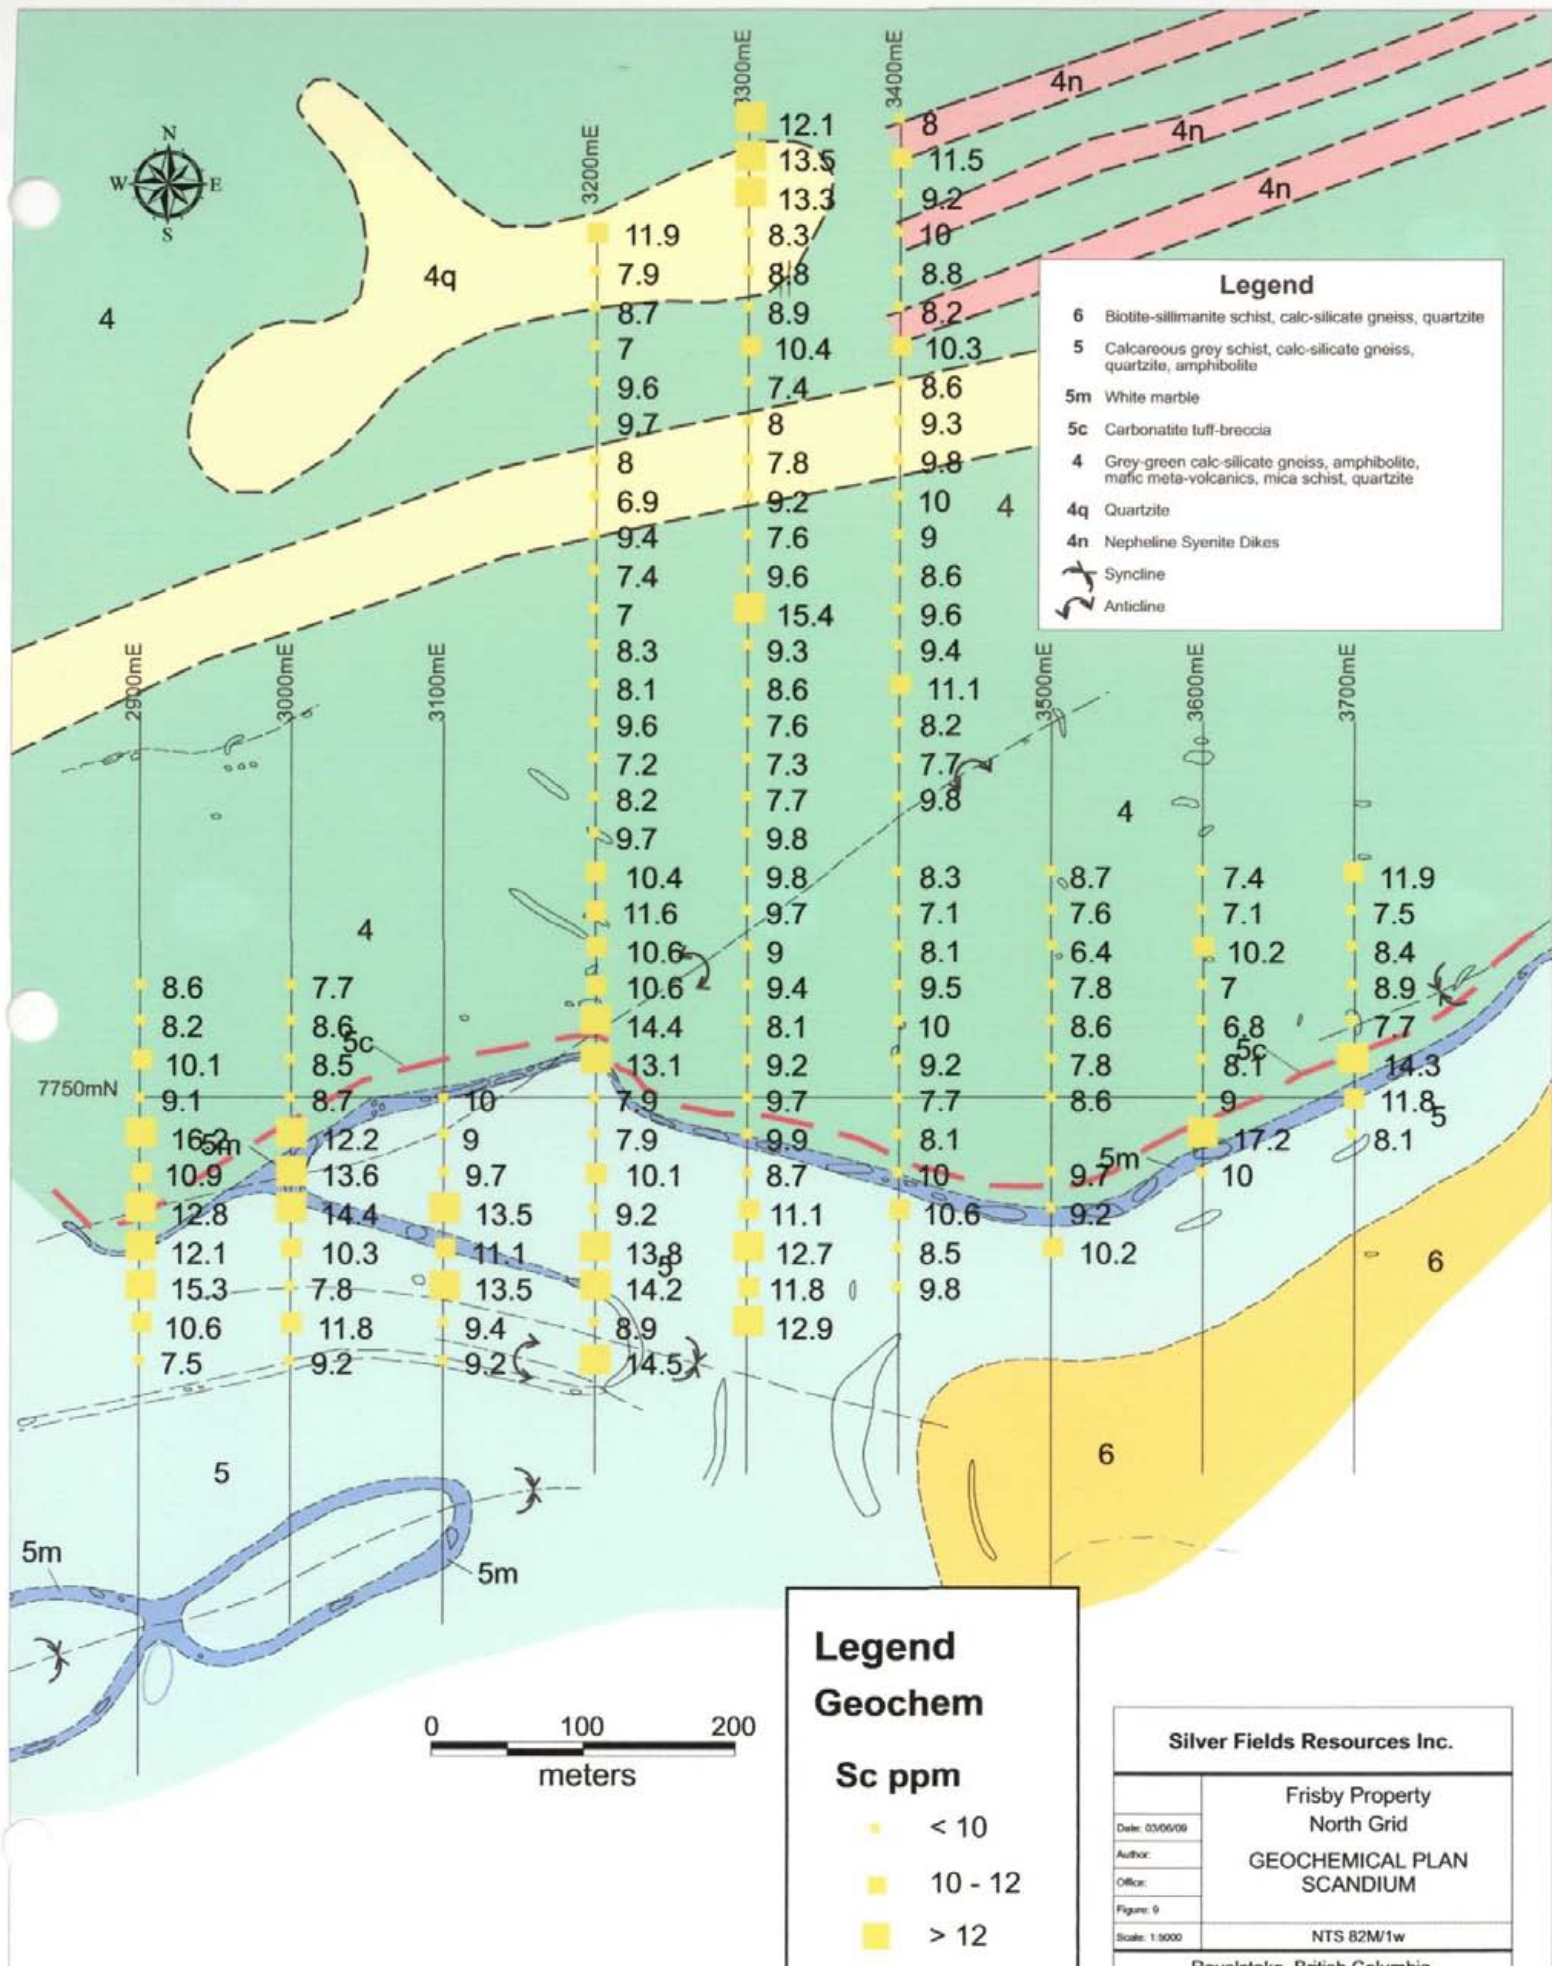 3300mE
3400mE
3200mE
N
W E
S
4n
4n
4n
12.1 8
13.5 11.5
13.3 9.2
11.9 8.3 10
4q
7.9 8.8 8.8
4
8.7 8.9 8.2
7 10.4 10.3
9.6 7.4 8.6
9.7 8 9.3
8 7.8 9.8
6.9 9.2 10 4
9.4 7.6 9
7.4 9.6 8.6
7 15.4 9.6
8.3 9.3 9.4
8.1 8.6 11.1
9.6 7.6 8.2
7.2 7.3 7.7
8.2 7.7 9.8
9.7 9.8
Legend
6 Biotite-sillimanite schist, calc-silicate gneiss, quartzite
5 Calcareous grey schist, calc-silicate gneiss,
quartzite, amphibolite
5m White marble
5c Carbonatite tuff-breccia
4 Grey-green calc-silicate gneiss, amphibolite,
mafic meta-volcanics, mica schist, quartzite
4q Quartzite
4n Nepheline Syenite Dikes
Syncline
Anticline
2900mE
3000mE
3100mE
3500mE
3600mE
3700mE
4
10.4 9.8 8.3 8.7 7.4 11.9
11.6 9.7 7.1 7.6 7.1 7.5
4
10.6 9 8.1 6.4 10.2 8.4
8.6 7.7 10.6 9.4 9.5 7.8 7 8.9
8.2 8.6 14.4 8.1 10 8.6 6.8 7.7
5c 5c
10.1 8.5 13.1 9.2 9.2 7.8 8.1 14.3
7750mN
9.1 8.7 10 7.9 9.7 7.7 8.6 9 11.8
5
16.2 12.2 9 7.9 9.9 8.1 17.2 8.1
5m 5m
10.9 13.6 9.7 10.1 8.7 10 9.7 10
12.8 14.4 13.5 9.2 11.1 10.6 9.2
12.1 10.3 11.1 13.8 12.7 8.5 10.2
5 6
15.3 7.8 13.5 14.2 11.8 9.8
10.6 11.8 9.4 8.9 12.9
7.5 9.2 9.2 14.5
6
5
5m
5m
0 100 200
meters
Legend
Geochem
Sc ppm
< 10
10 - 12
> 12
Silver Fields Resources Inc.
Frisby Property
North Grid
GEOCHEMICAL PLAN
SCANDIUM
Date: 03/06/09
Author:
Office:
Figure: 9
Scale: 1:5000
NTS 82M/1w
Revelstoke, British Columbia